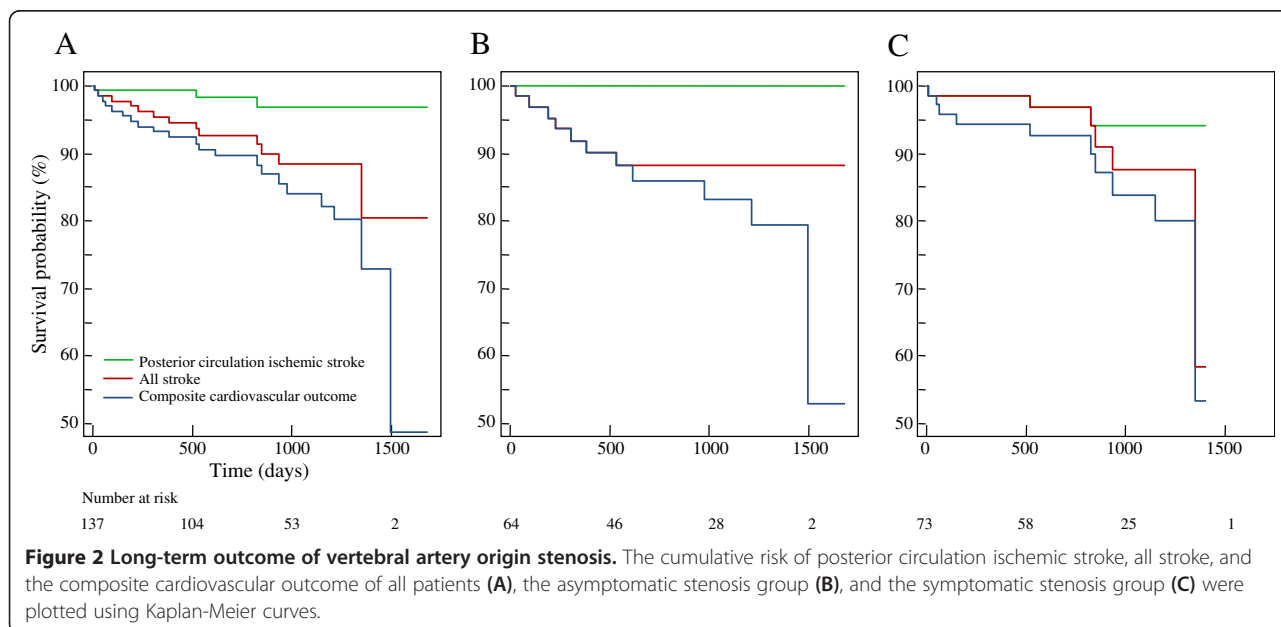 A
B
C
100
90
80
70
60
50
Survival probability (%)
Posterior circulation ischemic stroke
All stroke
Composite cardiovascular outcome
0 500 1000 1500
Time (days)
100
90
80
70
60
50
0 500 1000 1500
100
90
80
70
60
50
0 500 1000 1500
Number at risk
137 104 53 2 64 46 28 2 73 58 25 1
Figure 2 Long-term outcome of vertebral artery origin stenosis. The cumulative risk of posterior circulation ischemic stroke, all stroke, and
the composite cardiovascular outcome of all patients (A), the asymptomatic stenosis group (B), and the symptomatic stenosis group (C) were
plotted using Kaplan-Meier curves.